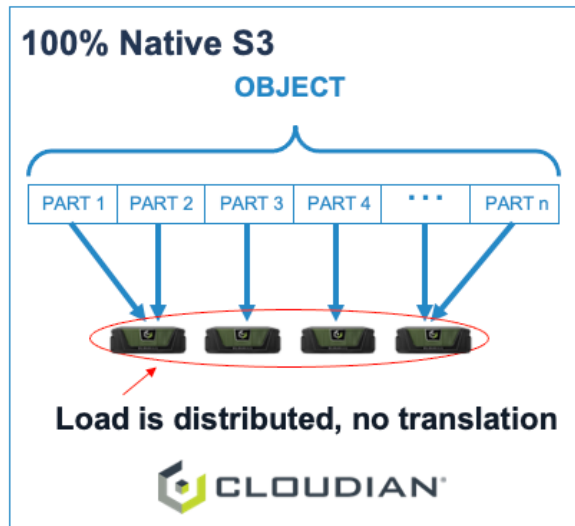 100% Native S3
OBJECT
PART 1 PART 2 PART 3 PART 4 ... PART n
Load is distributed, no translation
CLOUDIAN®